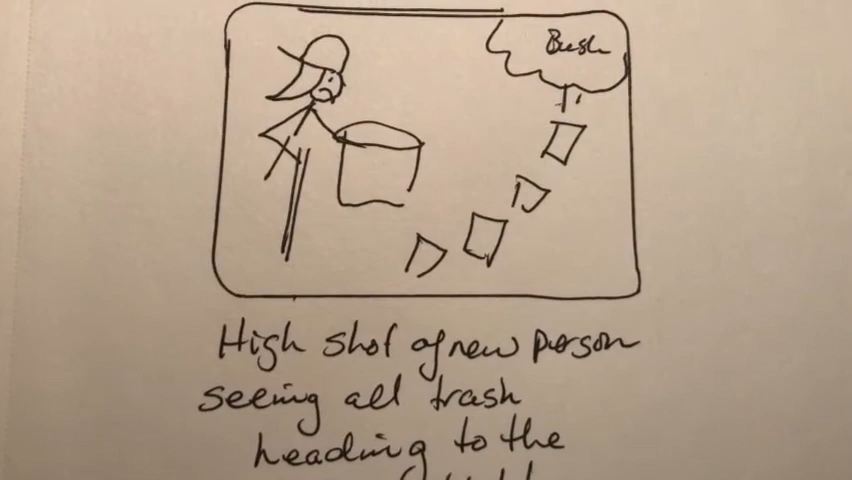 Bush
High shot of new person
seeing all trash
heading to the